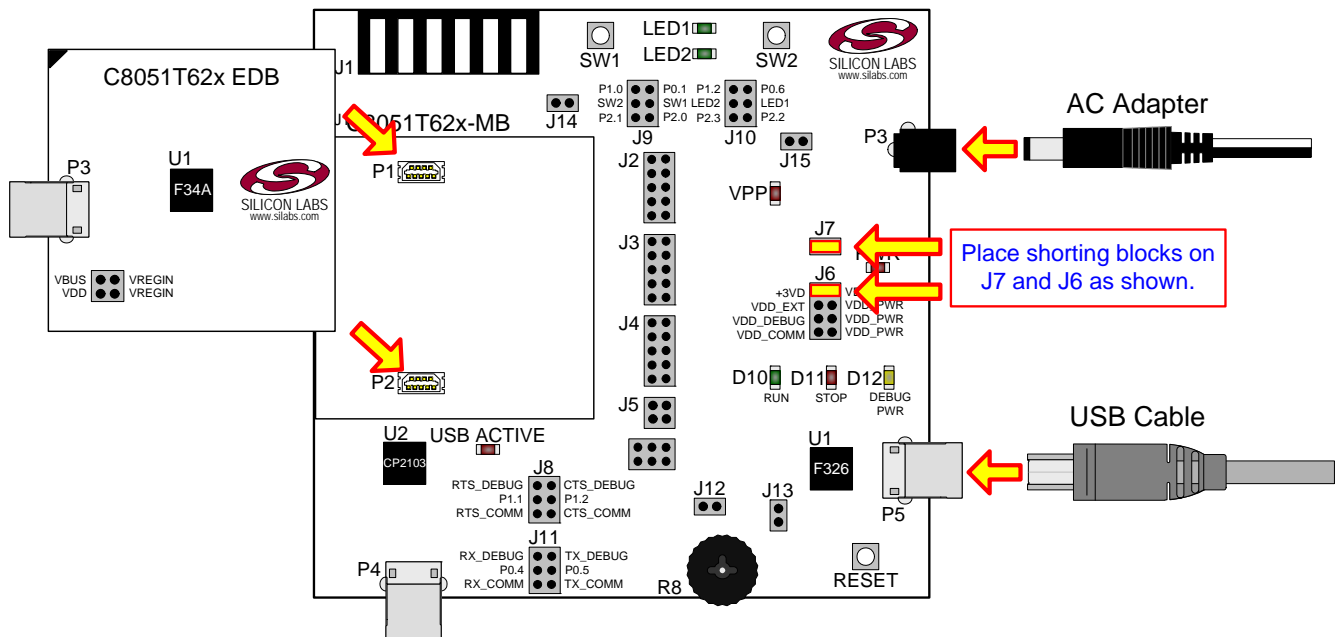 C8051T62x EDB
J1
J
C8051T62x-MB
P3
U1
F34A
SILICON LABS
www.silabs.com
VBUS VREGIN
VDD VREGIN
P1
P2
LED1
LED2
SW1
SW2
SILICON LABS
www.silabs.com
P1.0 P0.1
SW2 SW1
P2.1 P2.0
J9
P1.2 P0.6
LED2 LED1
P2.3 P2.2
J10
J14
J15
P3
AC Adapter
J2
VPP
J3
J7
PWR
Place shorting blocks on
J7 and J6 as shown.
J6
+3VD
VDD_EXT VDD_PWR
VDD_DEBUG VDD_PWR
VDD_COMM VDD_PWR
J4
D10
RUN
D11
STOP
D12
DEBUG
PWR
J5
USB Cable
U2
CP2103
USB ACTIVE
U1
F326
P5
J8
RTS_DEBUG CTS_DEBUG
P1.1 P1.2
RTS_COMM CTS_COMM
J12
J13
J11
RX_DEBUG TX_DEBUG
P0.4 P0.5
RX_COMM TX_COMM
P4
R8
RESET